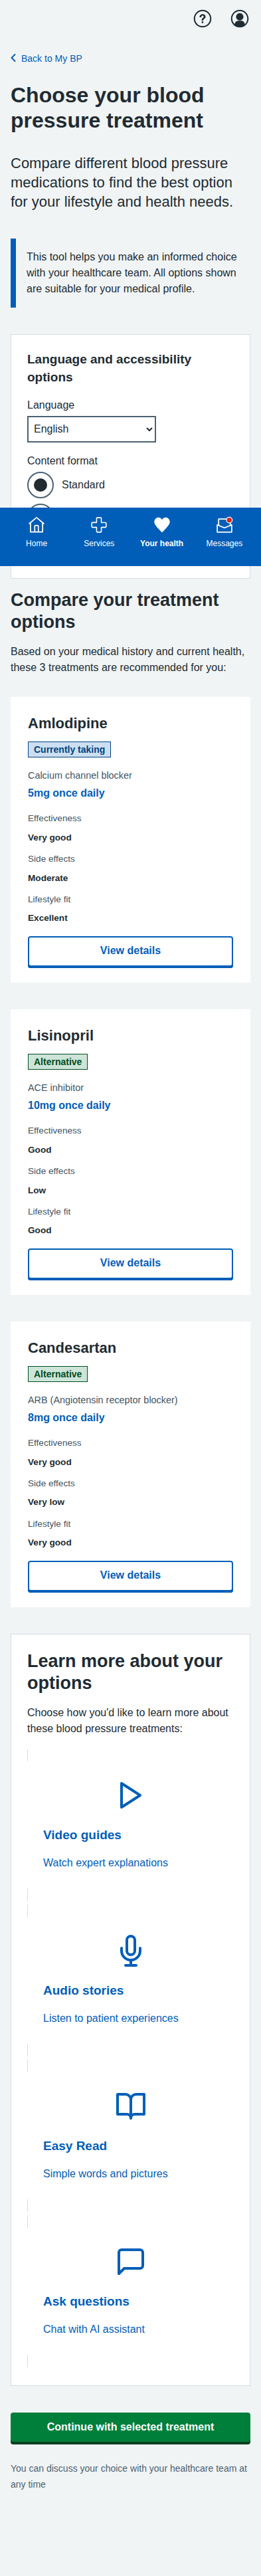 Back to My BP
Choose your blood
pressure treatment
Compare different blood pressure
medications to find the best option
for your lifestyle and health needs.
This tool helps you make an informed choice
with your healthcare team. All options shown
are suitable for your medical profile.
Language and accessibility
options
Language
English
Content format
Standard
Home
Services
Your health
Messages
Compare your treatment
options
Based on your medical history and current health,
these 3 treatments are recommended for you:
Amlodipine
Currently taking
Calcium channel blocker
5mg once daily
Effectiveness
Very good
Side effects
Moderate
Lifestyle fit
Excellent
View details
Lisinopril
Alternative
ACE inhibitor
10mg once daily
Effectiveness
Good
Side effects
Low
Lifestyle fit
Good
View details
Candesartan
Alternative
ARB (Angiotensin receptor blocker)
8mg once daily
Effectiveness
Very good
Side effects
Very low
Lifestyle fit
Very good
View details
Learn more about your
options
Choose how you'd like to learn more about
these blood pressure treatments:
Video guides
Watch expert explanations
Audio stories
Listen to patient experiences
Easy Read
Simple words and pictures
Ask questions
Chat with AI assistant
Continue with selected treatment
You can discuss your choice with your healthcare team at
any time